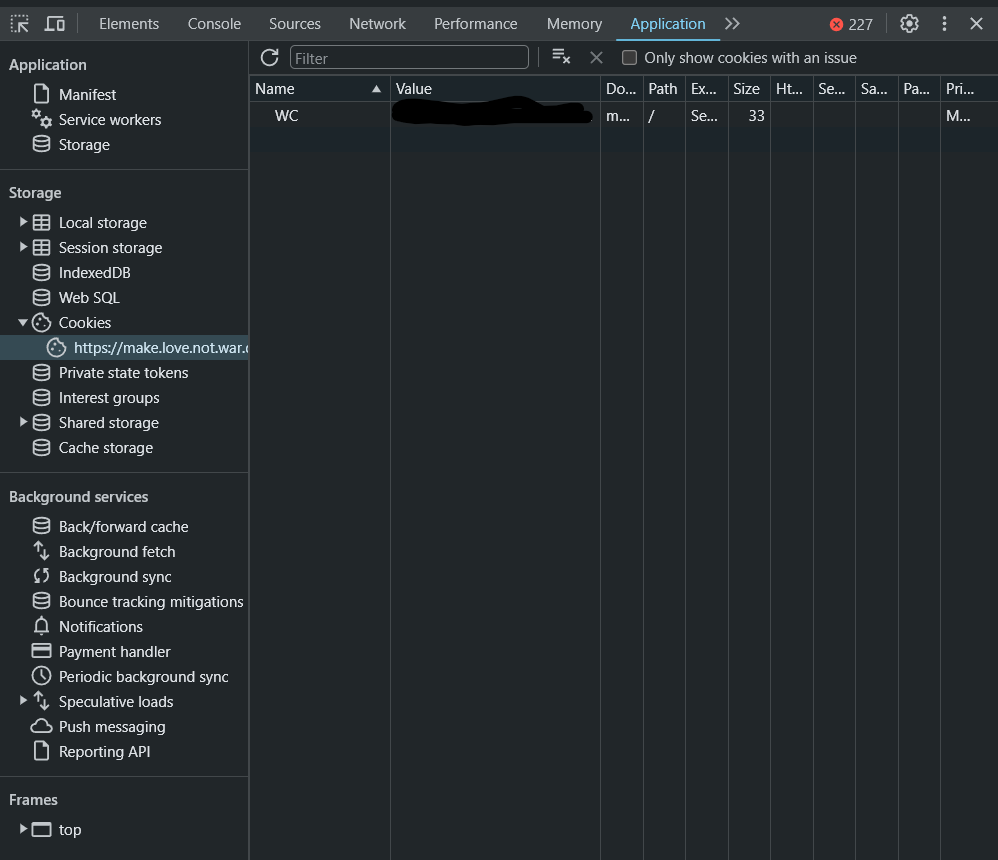 Elements Console Sources Network Performance Memory Application 227
Application
Manifest
Service workers
Storage
Storage
Local storage
Session storage
IndexedDB
Web SQL
Cookies
https://make.love.not.war.
Private state tokens
Interest groups
Shared storage
Cache storage
Background services
Back/forward cache
Background fetch
Background sync
Bounce tracking mitigations
Notifications
Payment handler
Periodic background sync
Speculative loads
Push messaging
Reporting API
Frames
top
Filter Only show cookies with an issue
Name Value Do... Path Ex... Size Ht... Se... Sa... Pa... Pri...
WC m... / Se... 33 M...